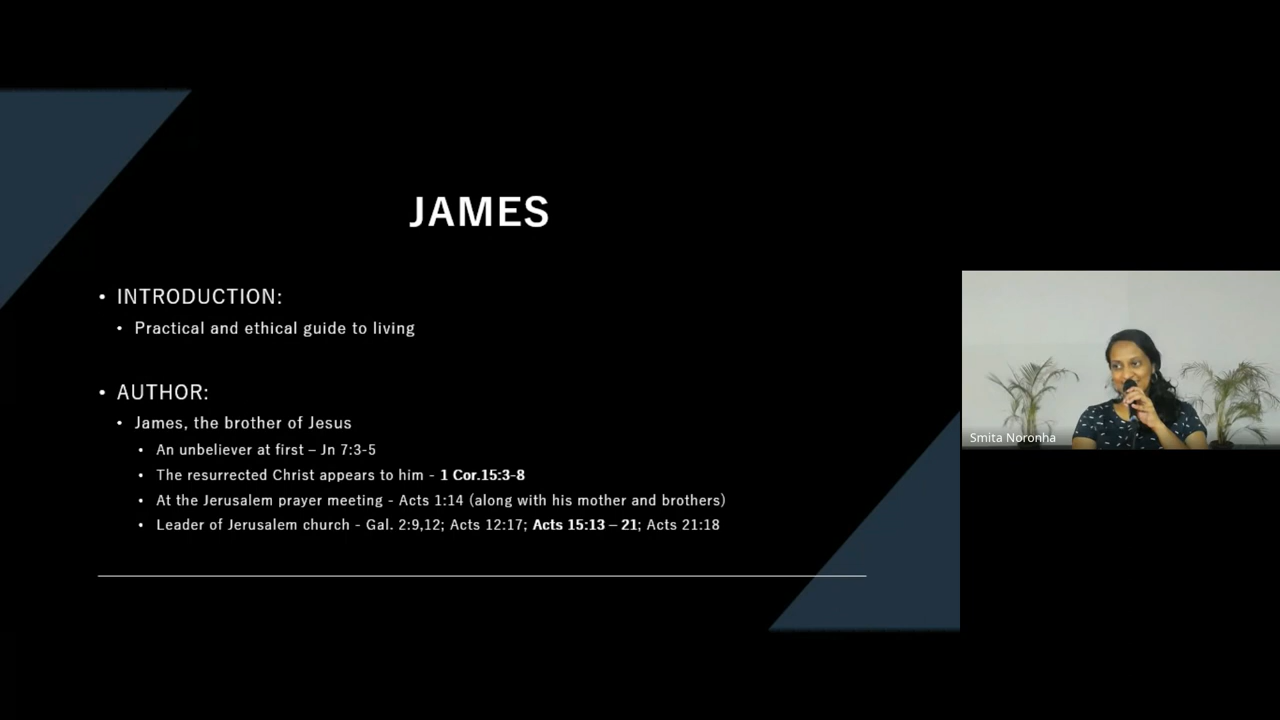 JAMES
• INTRODUCTION:
• Practical and ethical guide to living
• AUTHOR:
• James, the brother of Jesus
• An unbeliever at first – Jn 7:3-5
• The resurrected Christ appears to him - 1 Cor.15:3-8
• At the Jerusalem prayer meeting - Acts 1:14 (along with his mother and brothers)
• Leader of Jerusalem church - Gal. 2:9,12; Acts 12:17; Acts 15:13 – 21; Acts 21:18
Smita Noronha